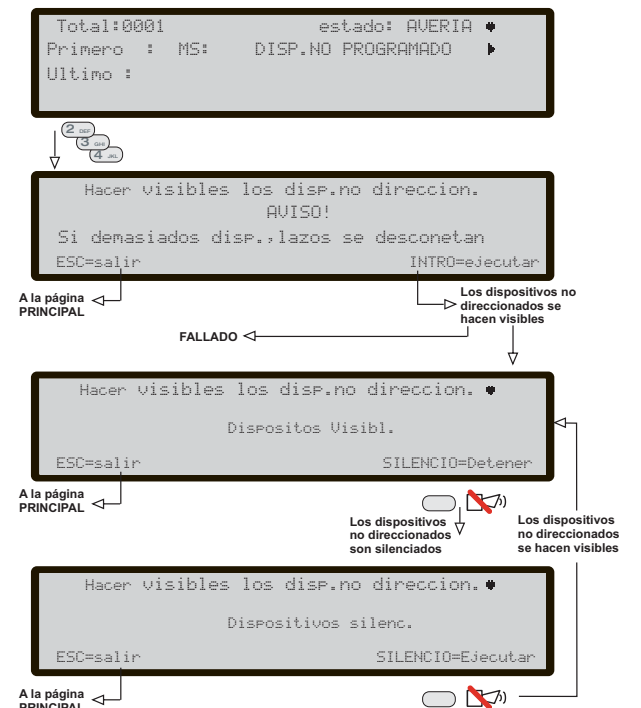 Total:0001 estado: AVERIA
Primero : MS: DISP.NO PROGRAMADO
Ultimo :
2 DEF
3 GHI
4 JKL
Hacer visibles los disp.no direccion.
AVISO!
Si demasiados disp.,lazos se desconetan
ESC=salir INTRO=ejecutar
A la página
PRINCIPAL
Los dispositivos no
direccionados se
hacen visibles
FALLADO
Hacer visibles los disp.no direccion.
Dispositos Visibl.
ESC=salir SILENCIO=Detener
A la página
PRINCIPAL
Los dispositivos
no direccionados
son silenciados
Los dispositivos
no direccionados
se hacen visibles
Hacer visibles los disp.no direccion.
Dispositivos silenc.
ESC=salir SILENCIO=Ejecutar
A la página
PRINCIPAL